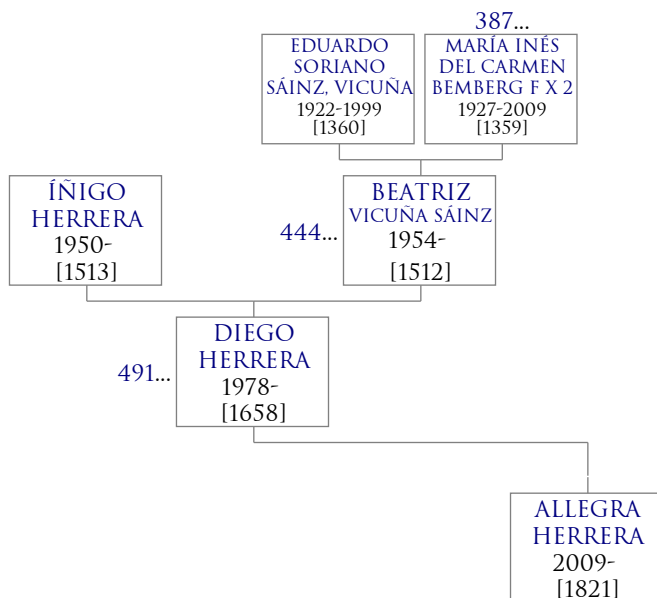 387...
EDUARDO
SORIANO
SÁINZ, VICUÑA
1922-1999
[1360]
MARÍA INÉS
DEL CARMEN
BEMBERG F X 2
1927-2009
[1359]
ÍÑIGO
HERRERA
1950-
[1513]
444...
BEATRIZ
VICUÑA SÁINZ
1954-
[1512]
491...
DIEGO
HERRERA
1978-
[1658]
ALLEGRA
HERRERA
2009-
[1821]